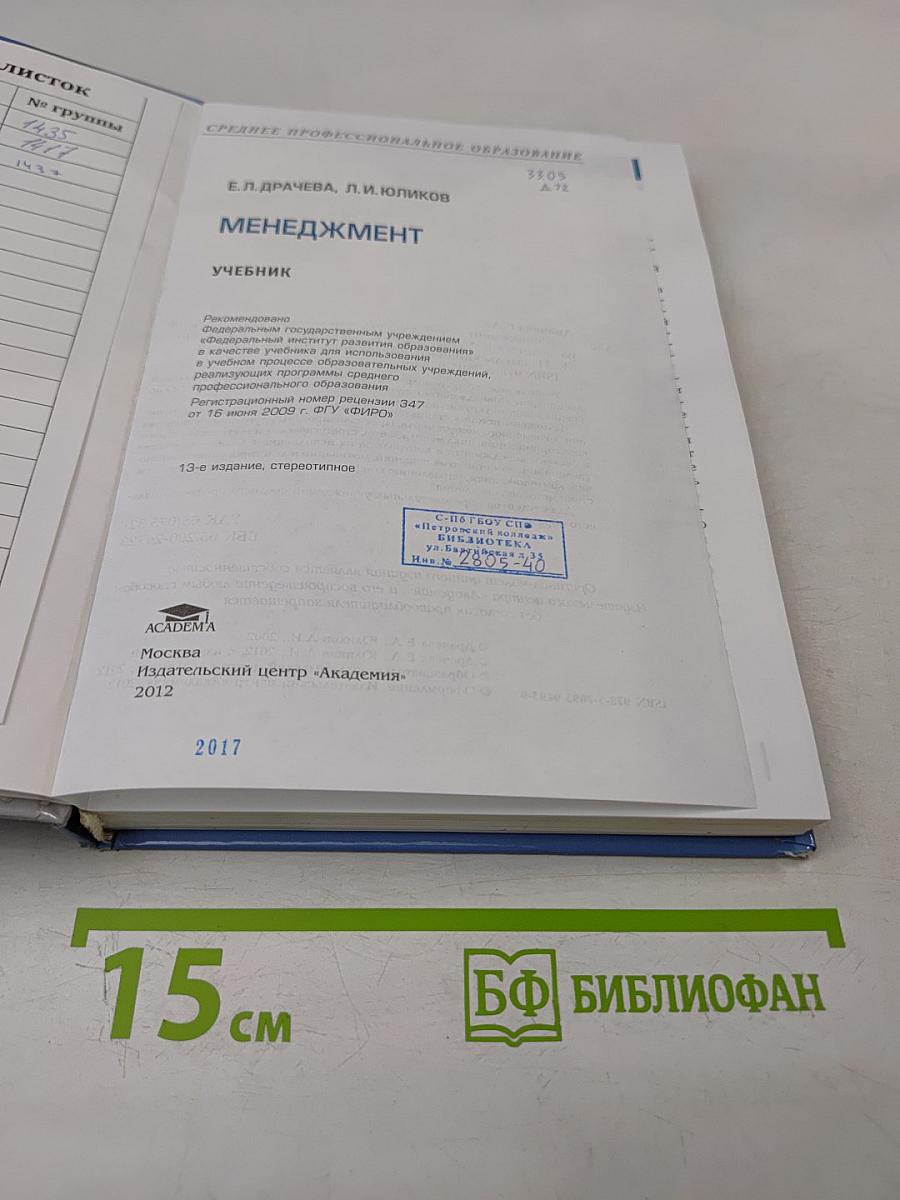 ЛИСТОК
№ группы
1435
1417
1437
СРЕДНЕЕ ПРОФЕССИОНАЛЬНОЕ ОБРАЗОВАНИЕ
Е. Л. ДРАЧЕВА, Л. И. ЮЛИКОВ
МЕНЕДЖМЕНТ
УЧЕБНИК
Рекомендовано
Федеральным государственным учреждением
«Федеральный институт развития образования»
в качестве учебника для использования
в учебном процессе образовательных учреждений,
реализующих программы среднего
профессионального образования
Регистрационный номер рецензии 347
от 16 июня 2009 г. ФГУ «ФИРО»
13-е издание, стереотипное
С-Пб ГБОУ СПО
«Петровский колледж»
БИБЛИОТЕКА
ул. Балтийская д. 35
Инв. № 2805-40
ACADEMA
Москва
Издательский центр «Академия»
2012
2017
15 см
БФ БИБЛИОФАН